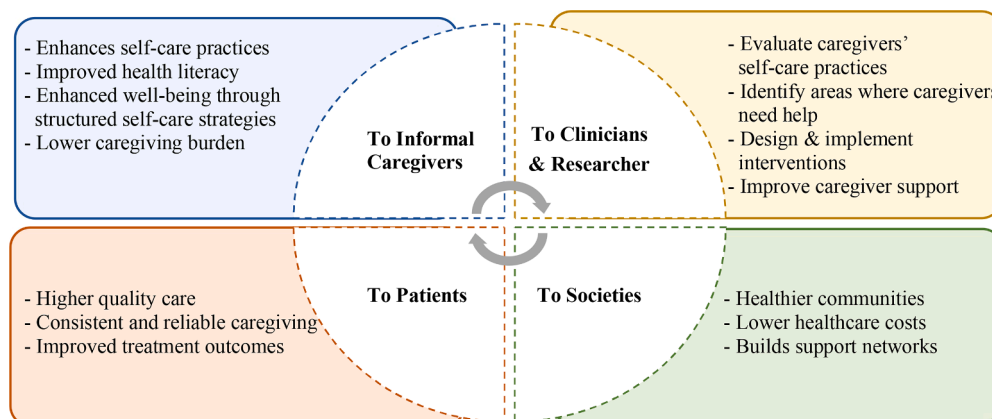 - Enhances self-care practices
- Improved health literacy
- Enhanced well-being through
structured self-care strategies
- Lower caregiving burden
To Informal
Caregivers
To Clinicians
& Researcher
- Evaluate caregivers’
self-care practices
- Identify areas where caregivers
need help
- Design & implement
interventions
- Improve caregiver support
- Higher quality care
- Consistent and reliable caregiving
- Improved treatment outcomes
To Patients
To Societies
- Healthier communities
- Lower healthcare costs
- Builds support networks